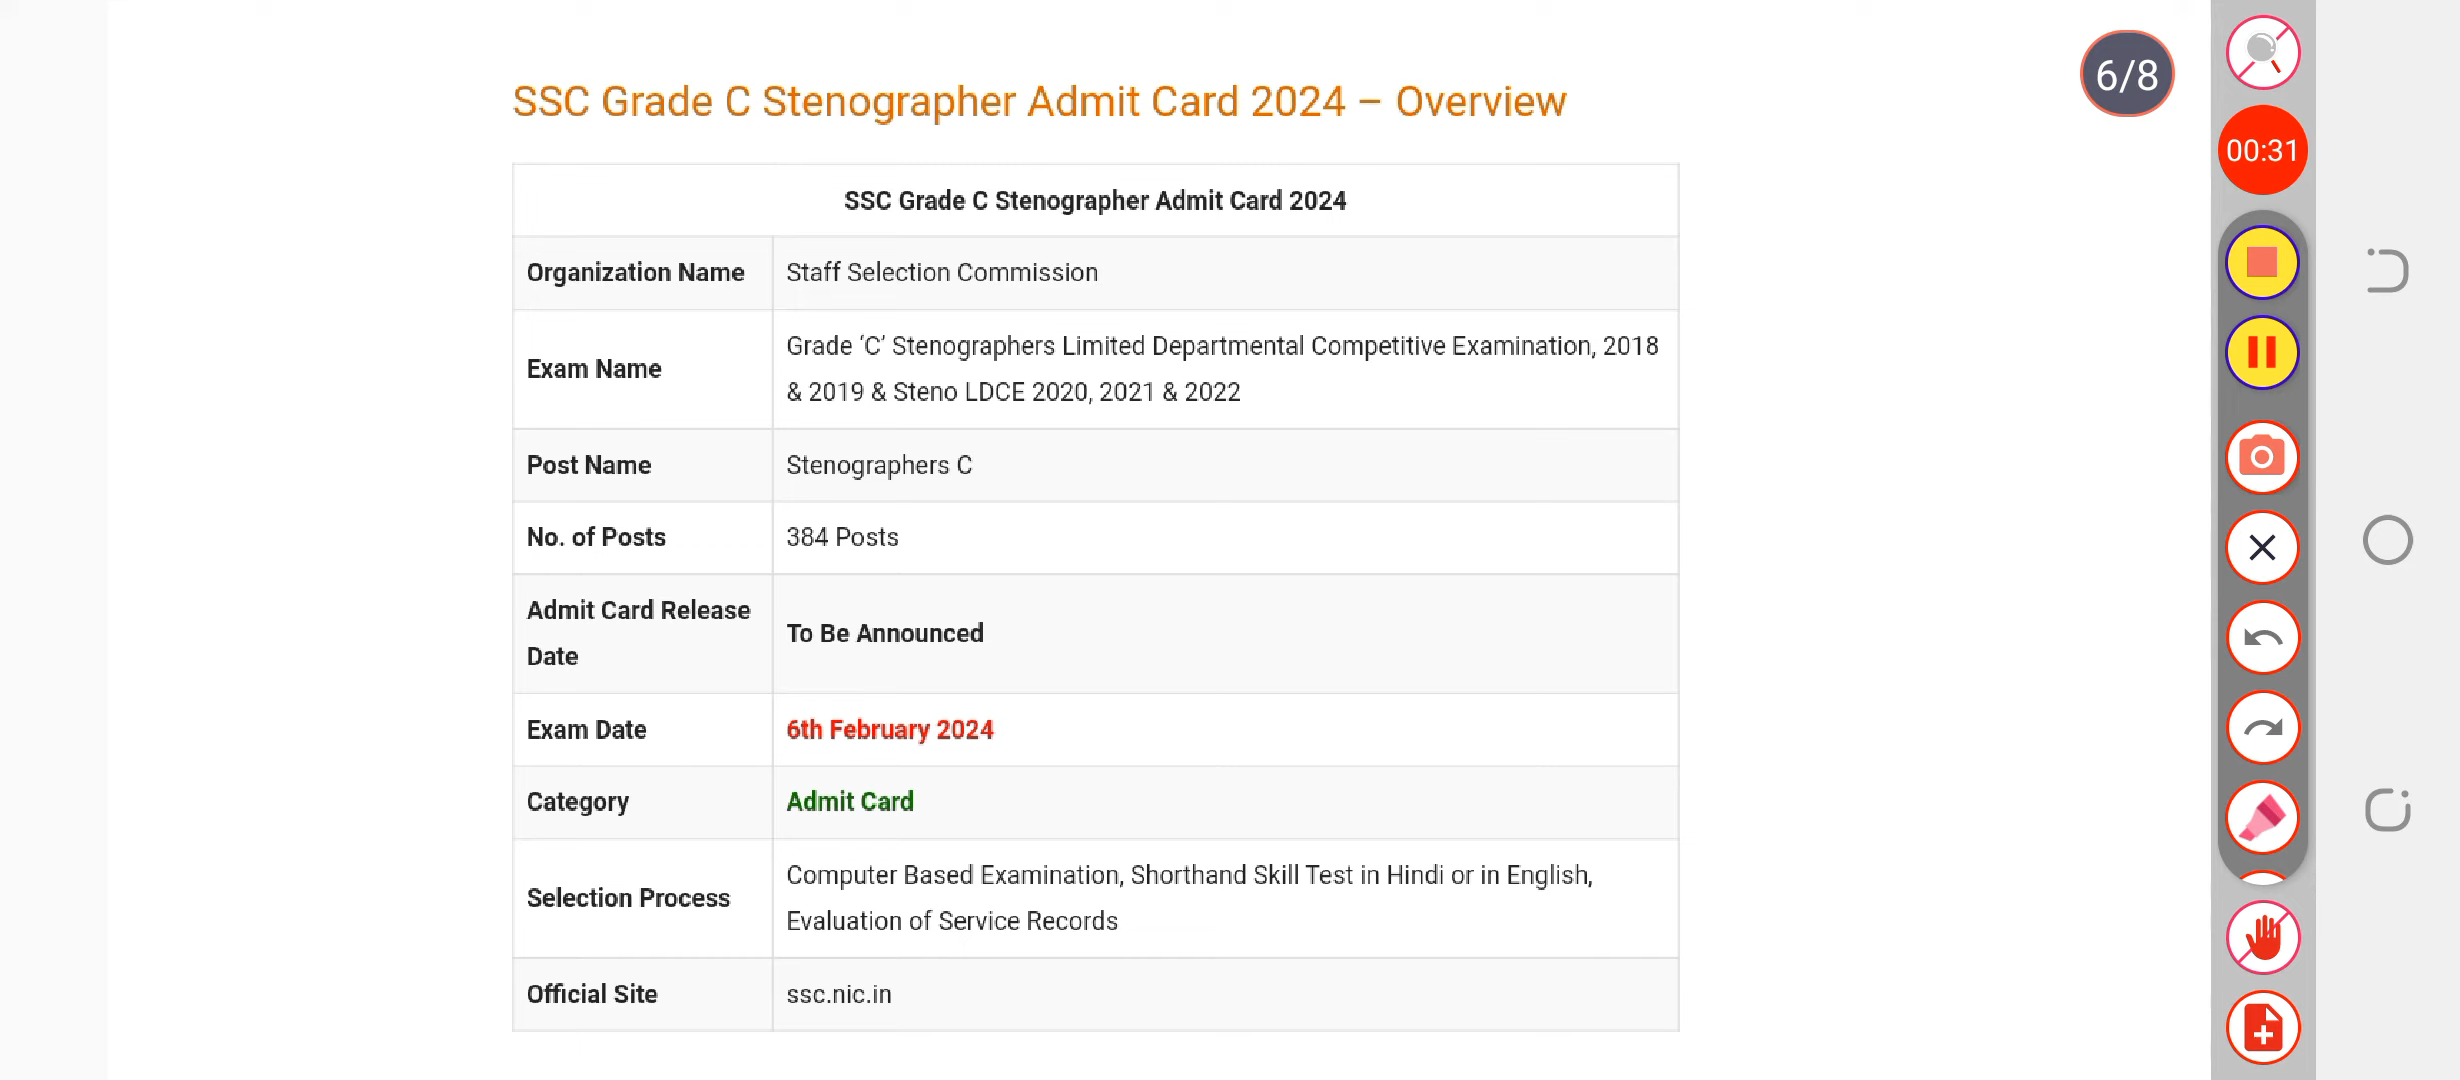 SSC Grade C Stenographer Admit Card 2024 – Overview
6/8
00:31
SSC Grade C Stenographer Admit Card 2024
Organization Name Staff Selection Commission
Exam Name Grade ‘C’ Stenographers Limited Departmental Competitive Examination, 2018
& 2019 & Steno LDCE 2020, 2021 & 2022
Post Name Stenographers C
No. of Posts 384 Posts
Admit Card Release
Date
To Be Announced
Exam Date 6th February 2024
Category Admit Card
Selection Process Computer Based Examination, Shorthand Skill Test in Hindi or in English,
Evaluation of Service Records
Official Site ssc.nic.in